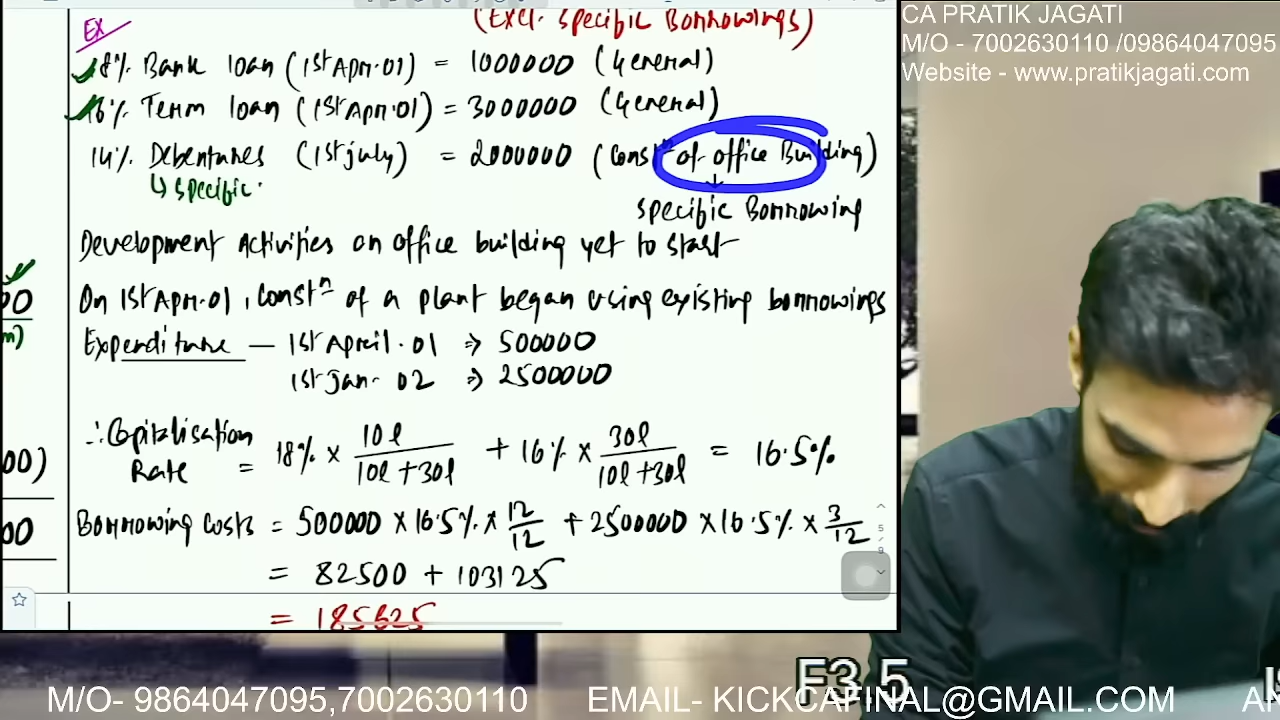 (Excl. Specific Borrowings)
Ex
18% Bank loan (1st Apr.01) = 1000000 (General)
16% Term loan (1st Apr.01) = 3000000 (General)
14% Debentures (1st july) = 2000000 (Constⁿ of office Building)
↳ Specific.
↓
Specific Borrowing
Development Activities on office building yet to start
00
On 1st Apr.01, Constⁿ of a plant began using existing borrowings
m)
Expenditure — 1st April.01 ⇒ 500000
1st jan. 02 ⇒ 2500000
∴ Capitalisation Rate = 18% × 10l/(10l+30l) + 16% × 30l/(10l+30l) = 16.5%
00)
Borrowing Costs = 500000 × 16.5% × 12/12 + 2500000 × 16.5% × 3/12
00
= 82500 + 103125
= 185625
5/9
CA PRATIK JAGATI
M/O - 7002630110 /09864047095
Website - www.pratikjagati.com
F3 5
M/O- 9864047095,7002630110 EMAIL- KICKCAFINAL@GMAIL.COM